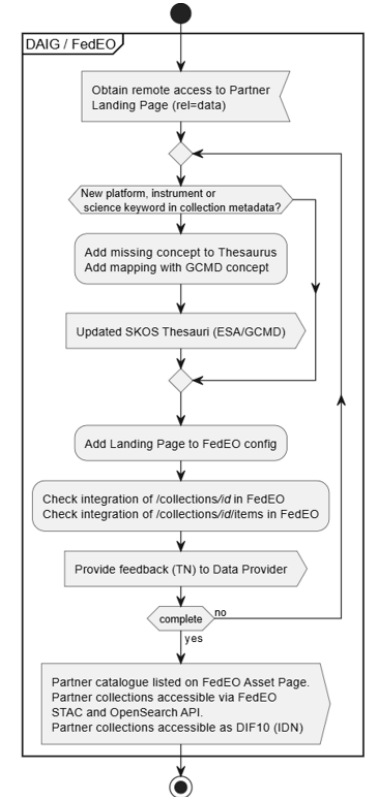 DAIG / FedEO
Obtain remote access to Partner
Landing Page (rel=data)
New platform, instrument or
science keyword in collection metadata?
Add missing concept to Thesaurus
Add mapping with GCMD concept
Updated SKOS Thesauri (ESA/GCMD)
Add Landing Page to FedEO config
Check integration of /collections/id in FedEO
Check integration of /collections/id/items in FedEO
Provide feedback (TN) to Data Provider
complete
no
yes
Partner catalogue listed on FedEO Asset Page.
Partner collections accessible via FedEO
STAC and OpenSearch API.
Partner collections accessible as DIF10 (IDN)